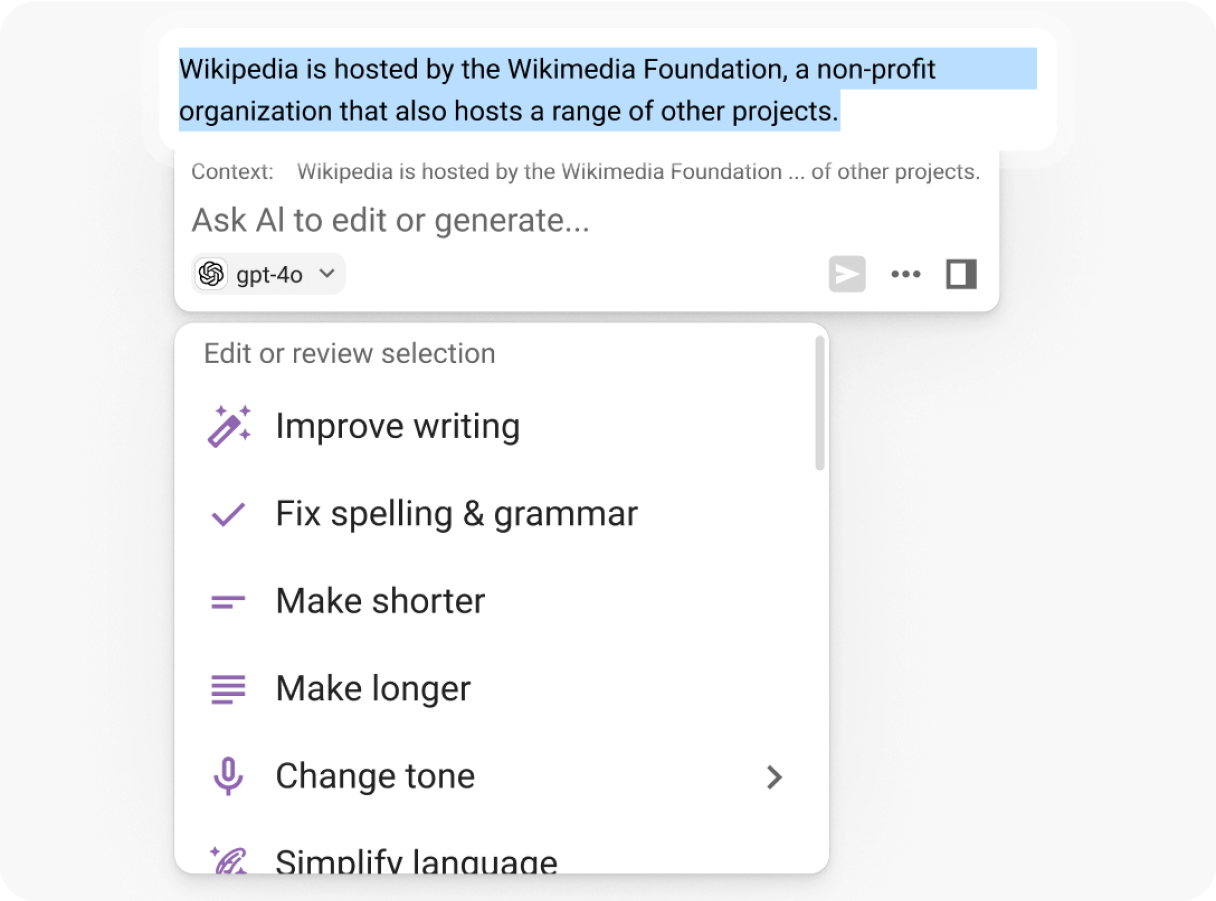 Wikipedia is hosted by the Wikimedia Foundation, a non-profit
organization that also hosts a range of other projects.
Context: Wikipedia is hosted by the Wikimedia Foundation ... of other projects.
Ask AI to edit or generate...
gpt-4o
Edit or review selection
Improve writing
Fix spelling & grammar
Make shorter
Make longer
Change tone
Simplify language